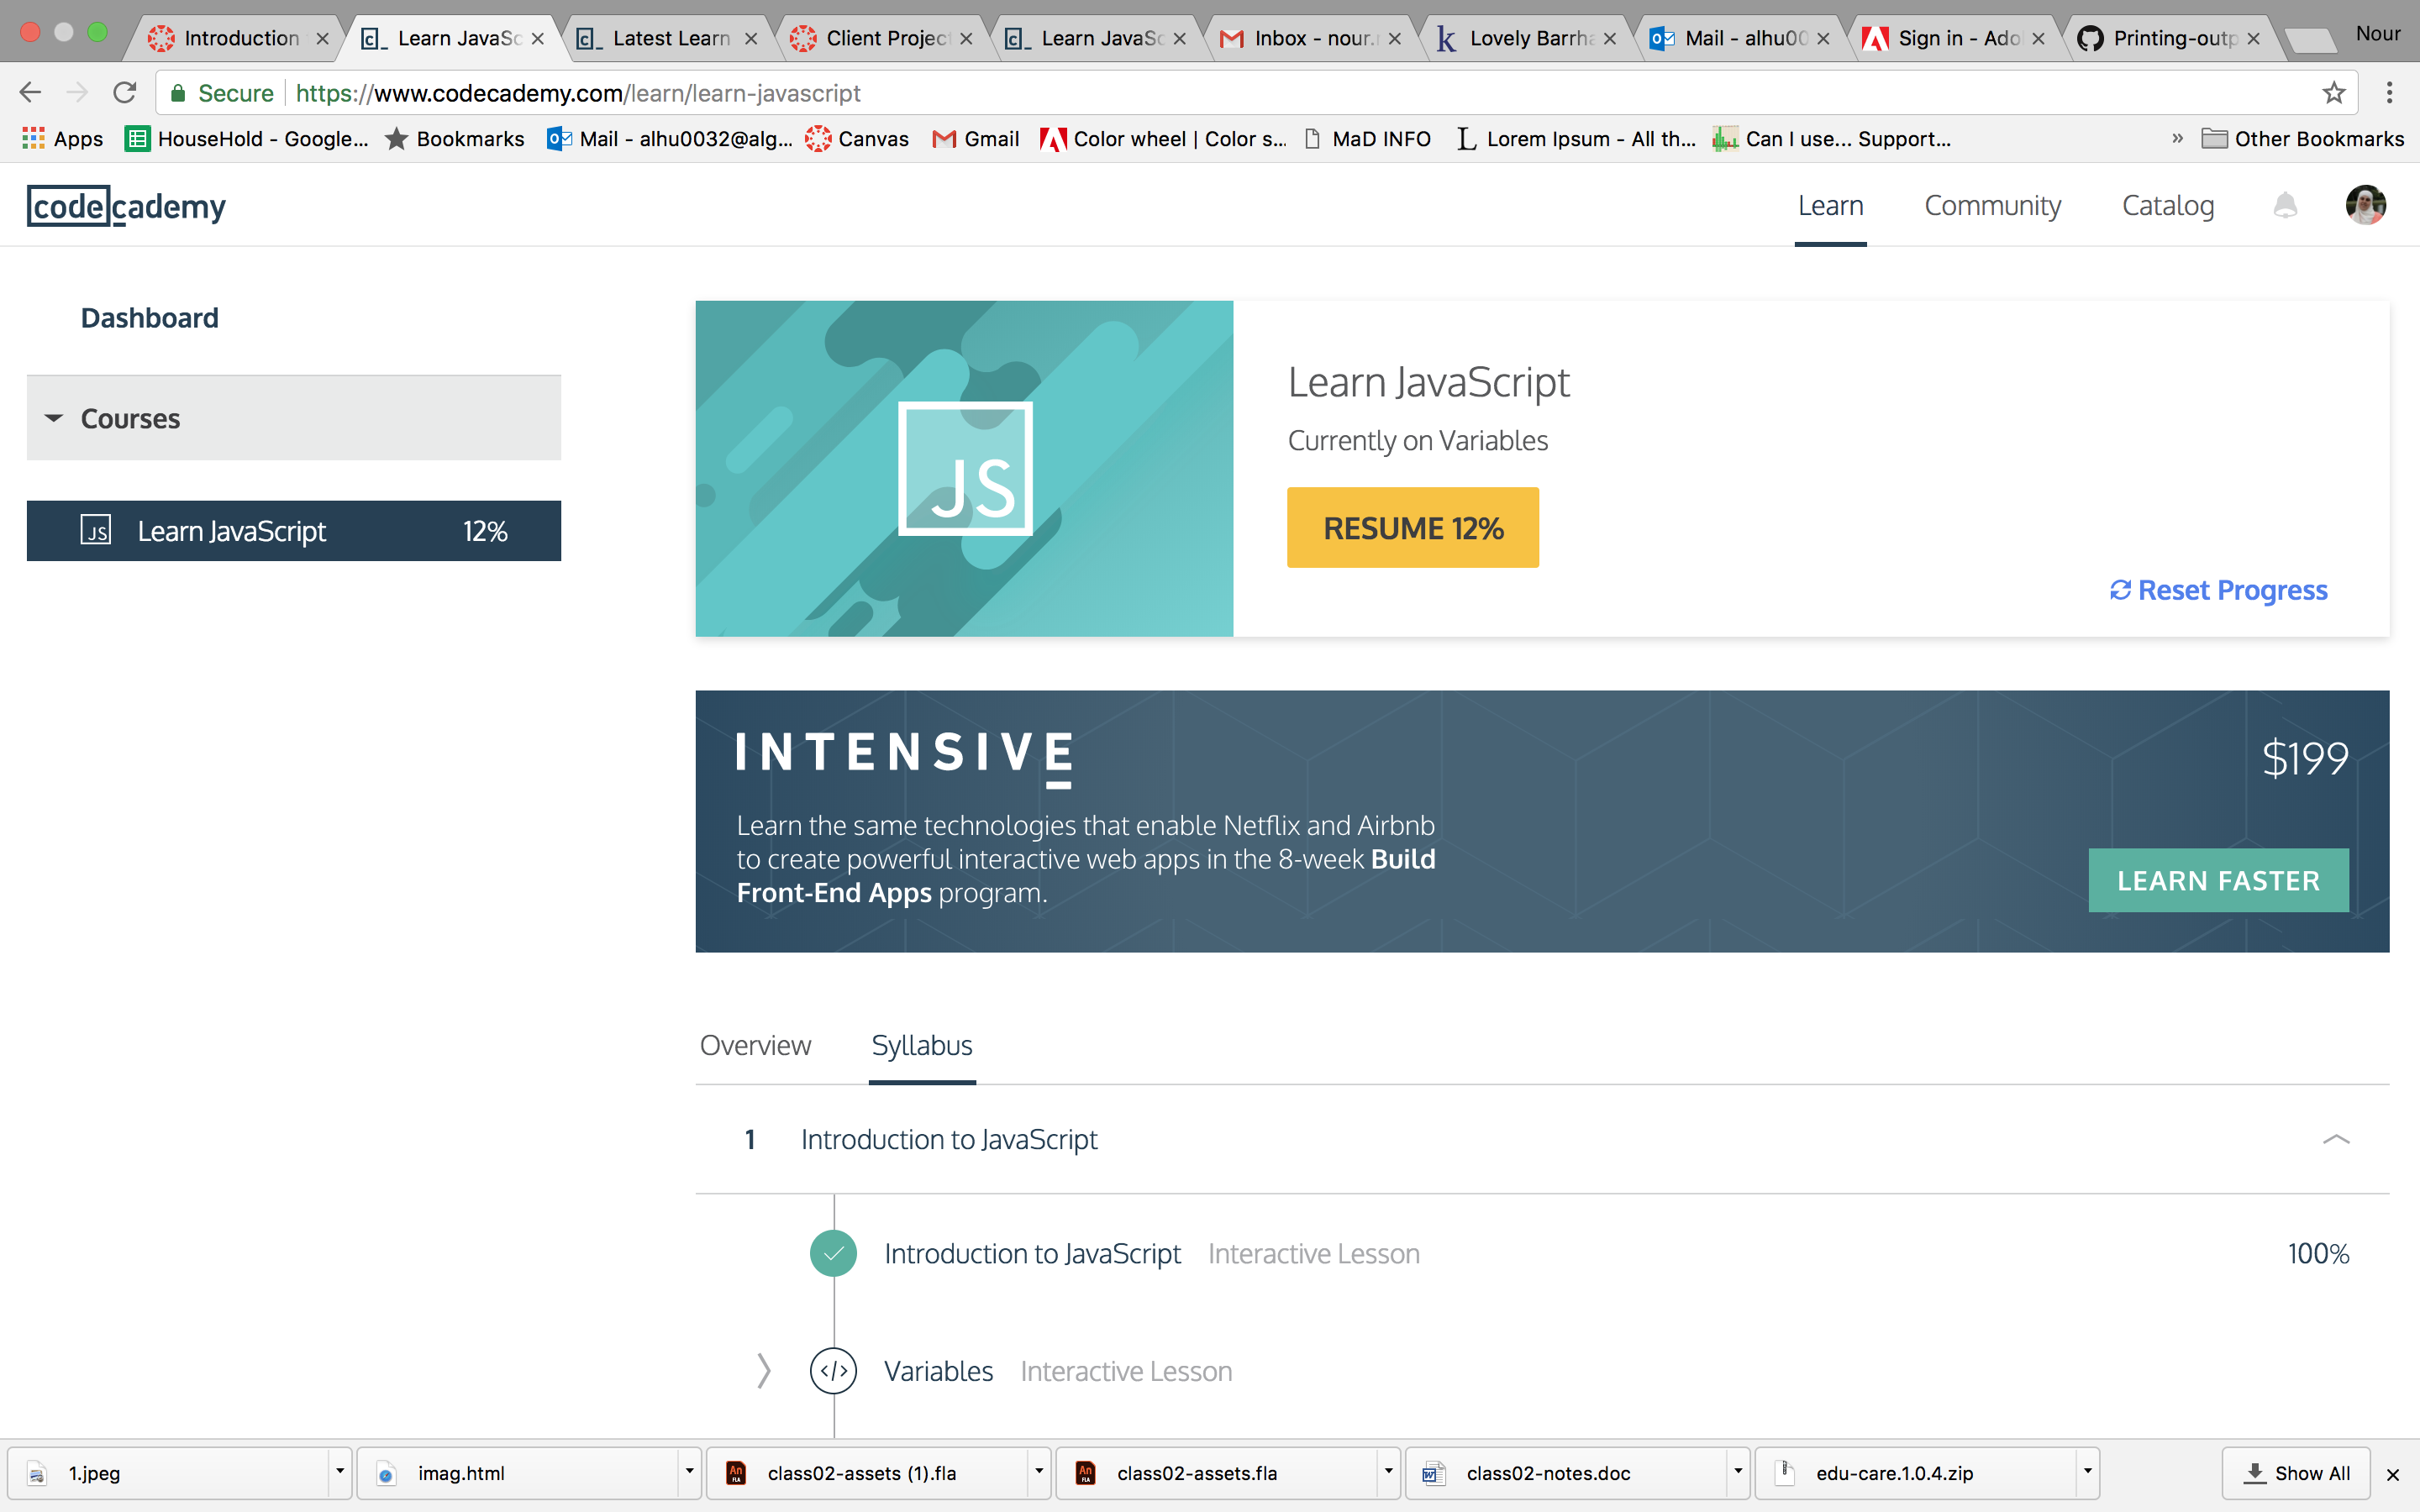 Introduction
Learn JavaSc
Latest Learn
Client Project
Learn JavaSc
Inbox - nour.
Lovely Barrha
Mail - alhu00
Sign in - Ado
Printing-outp
Nour
Secure https://www.codecademy.com/learn/learn-javascript
Apps HouseHold - Google... Bookmarks Mail - alhu0032@alg... Canvas Gmail Color wheel | Color s... MaD INFO Lorem Ipsum - All th... Can I use... Support... » Other Bookmarks
codecademy
Learn Community Catalog
Dashboard
Courses
JS Learn JavaScript 12%
JS
Learn JavaScript
Currently on Variables
RESUME 12%
Reset Progress
INTENSIVE
$199
Learn the same technologies that enable Netflix and Airbnb
to create powerful interactive web apps in the 8-week Build
Front-End Apps program.
LEARN FASTER
Overview Syllabus
1 Introduction to JavaScript
Introduction to JavaScript Interactive Lesson 100%
</> Variables Interactive Lesson
1.jpeg
imag.html
class02-assets (1).fla
class02-assets.fla
class02-notes.doc
edu-care.1.0.4.zip
Show All